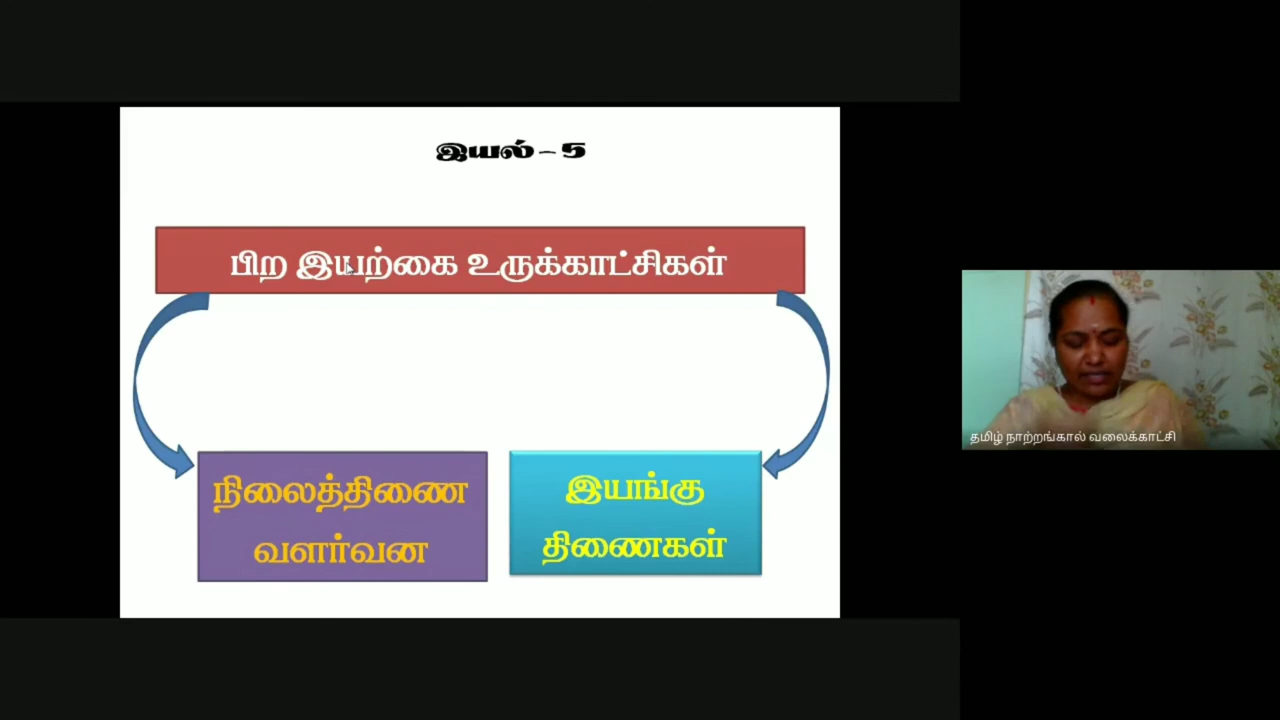 இயல் – 5
பிற இயற்கை உருக்காட்சிகள்
நிலைத்திணை
வளர்வன
இயங்கு
திணைகள்
தமிழ் நாற்றங்கால் வலைக்காட்சி